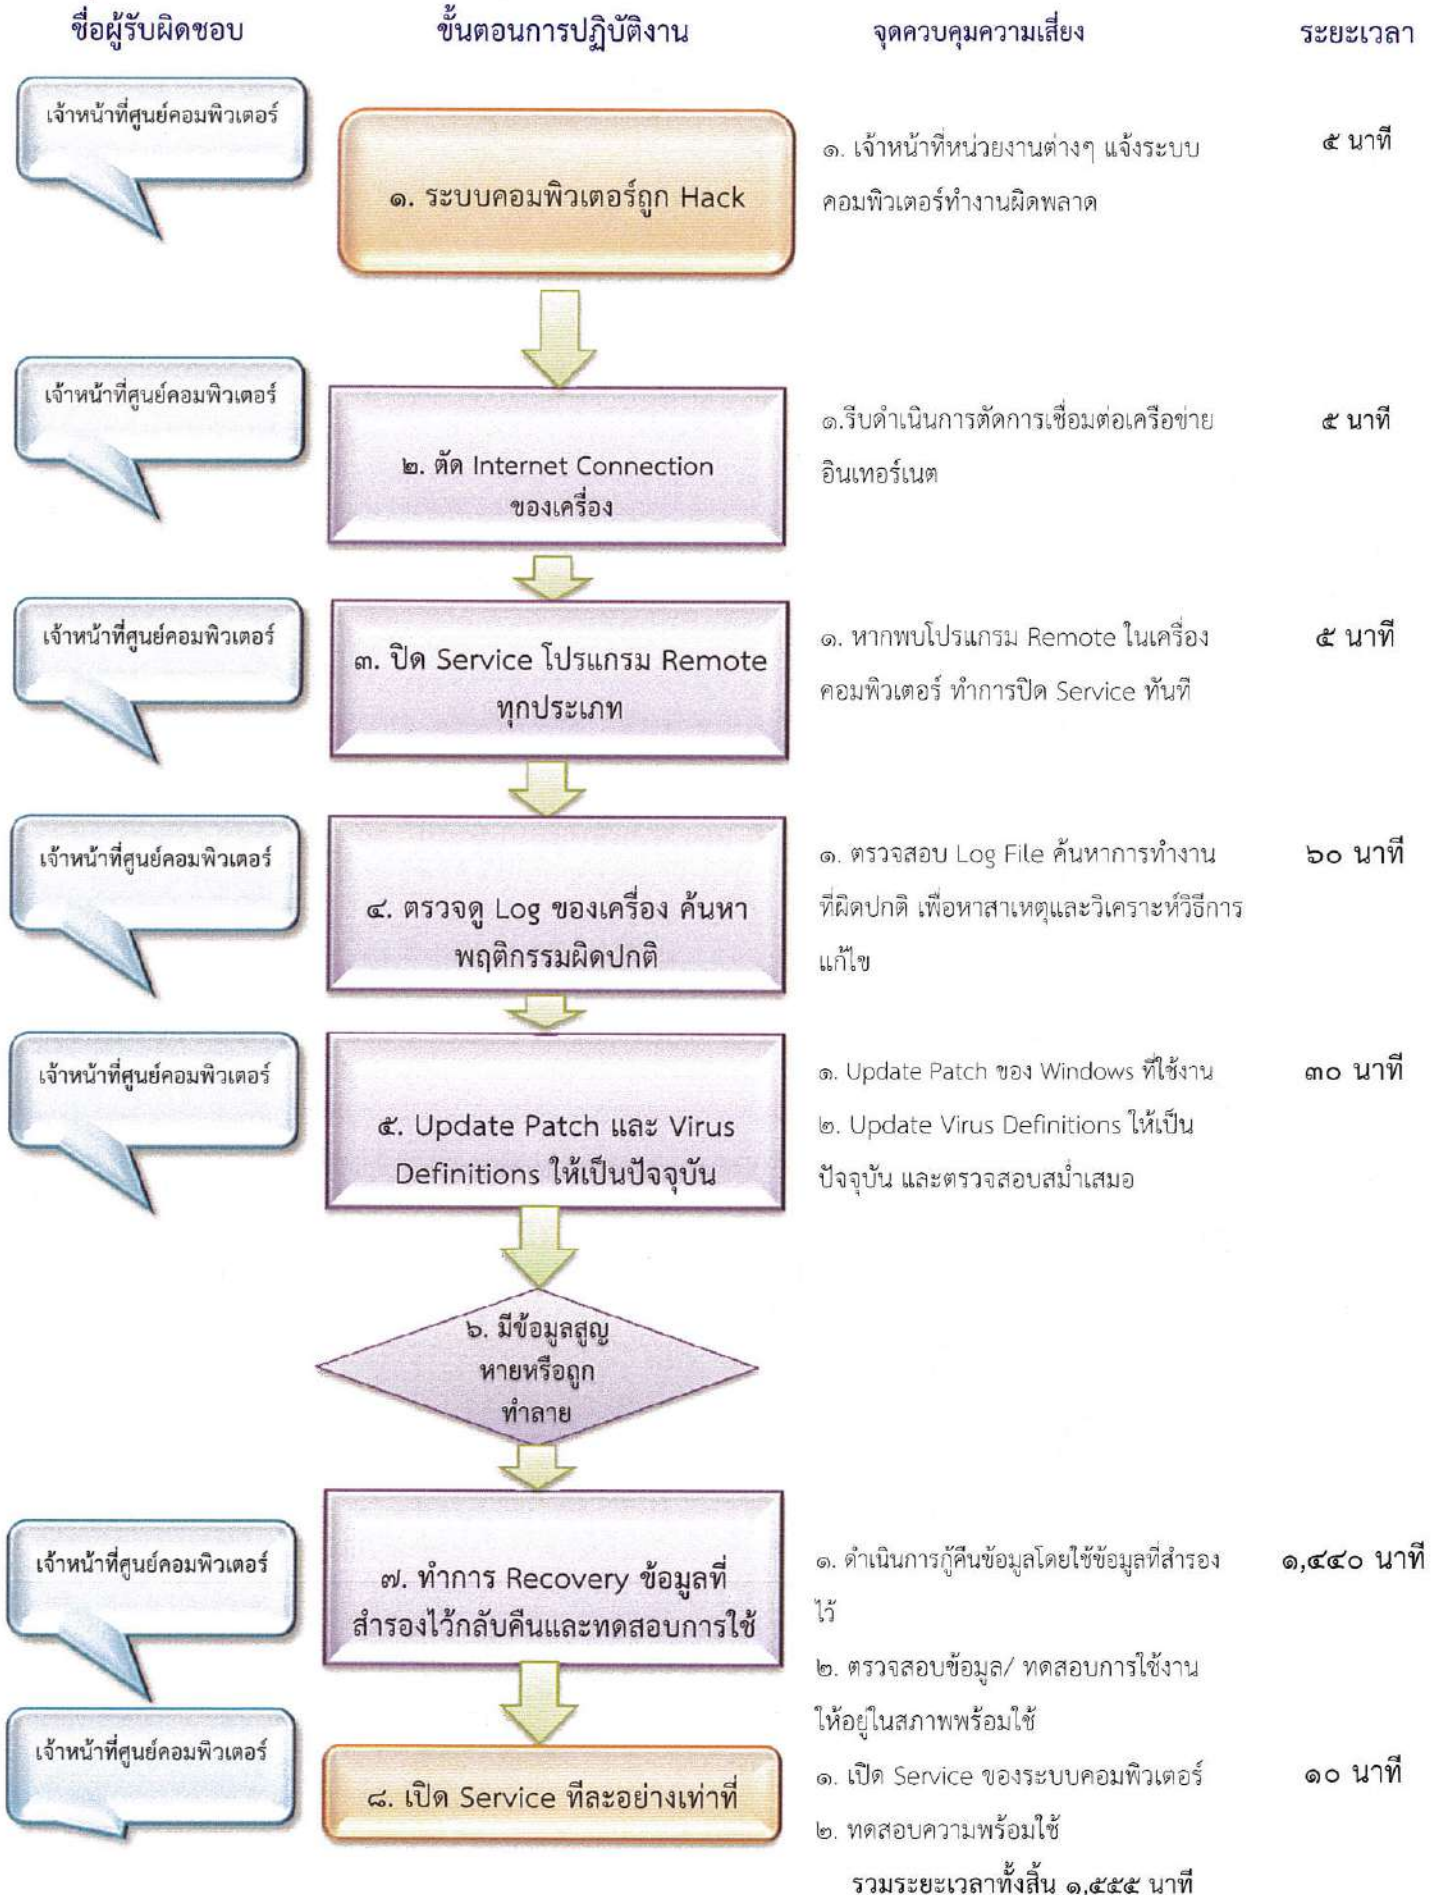 ชื่อผู้รับผิดชอบ ขั้นตอนการปฏิบัติงาน จุดควบคุมความเสี่ยง ระยะเวลา
เจ้าหน้าที่ศูนย์คอมพิวเตอร์
๑. ระบบคอมพิวเตอร์ถูก Hack
๑. เจ้าหน้าที่หน่วยงานต่างๆ แจ้งระบบ
คอมพิวเตอร์ทำงานผิดพลาด
๕ นาที
เจ้าหน้าที่ศูนย์คอมพิวเตอร์
๒. ตัด Internet Connection
ของเครื่อง
๑.รีบดำเนินการตัดการเชื่อมต่อเครือข่าย
อินเทอร์เนต
๕ นาที
เจ้าหน้าที่ศูนย์คอมพิวเตอร์
๓. ปิด Service โปรแกรม Remote
ทุกประเภท
๑. หากพบโปรแกรม Remote ในเครื่อง
คอมพิวเตอร์ ทำการปิด Service ทันที
๕ นาที
เจ้าหน้าที่ศูนย์คอมพิวเตอร์
๔. ตรวจดู Log ของเครื่อง ค้นหา
พฤติกรรมผิดปกติ
๑. ตรวจสอบ Log File ค้นหาการทำงาน
ที่ผิดปกติ เพื่อหาสาเหตุและวิเคราะห์วิธีการ
แก้ไข
๖๐ นาที
เจ้าหน้าที่ศูนย์คอมพิวเตอร์
๕. Update Patch และ Virus
Definitions ให้เป็นปัจจุบัน
๑. Update Patch ของ Windows ที่ใช้งาน
๒. Update Virus Definitions ให้เป็น
ปัจจุบัน และตรวจสอบสม่ำเสมอ
๓๐ นาที
๖. มีข้อมูลสูญ
หายหรือถูก
ทำลาย
เจ้าหน้าที่ศูนย์คอมพิวเตอร์
๗. ทำการ Recovery ข้อมูลที่
สำรองไว้กลับคืนและทดสอบการใช้
๑. ดำเนินการกู้คืนข้อมูลโดยใช้ข้อมูลที่สำรอง
ไว้
๒. ตรวจสอบข้อมูล/ ทดสอบการใช้งาน
ให้อยู่ในสภาพพร้อมใช้
๑,๔๔๐ นาที
เจ้าหน้าที่ศูนย์คอมพิวเตอร์
๘. เปิด Service ทีละอย่างเท่าที่
๑. เปิด Service ของระบบคอมพิวเตอร์
๒. ทดสอบความพร้อมใช้
๑๐ นาที
รวมระยะเวลาทั้งสิ้น ๑,๕๕๕ นาที